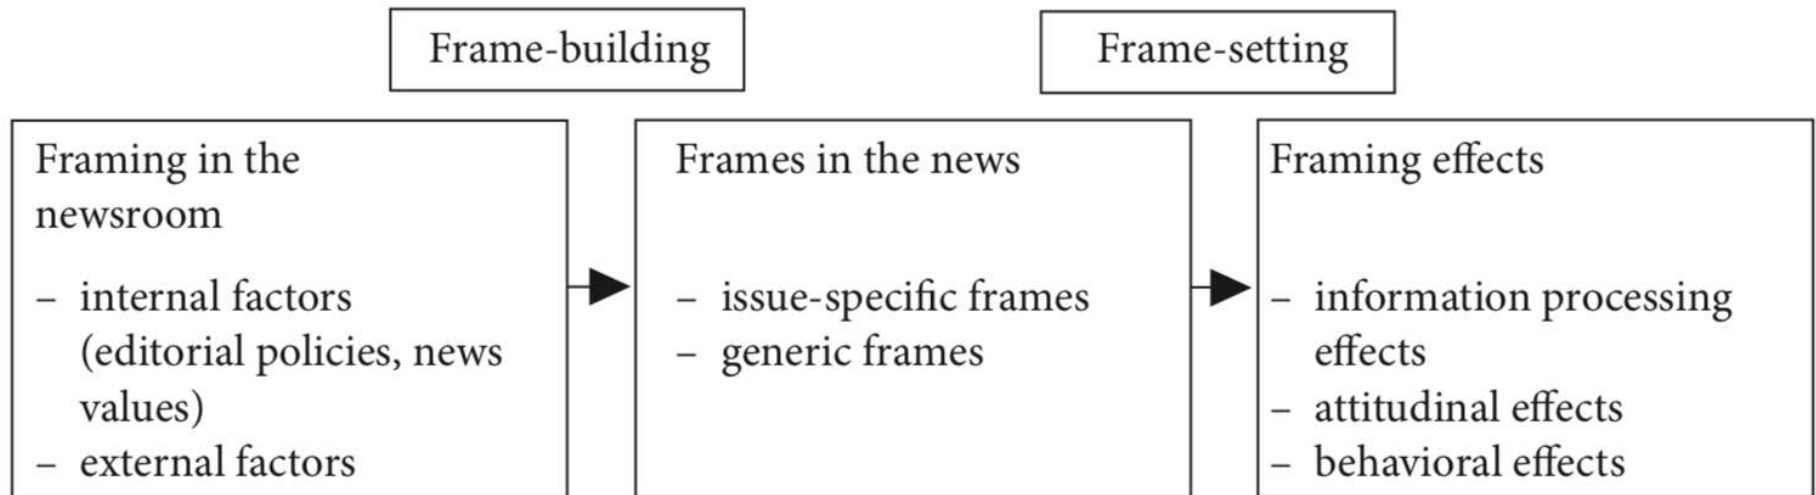 Frame-building
Frame-setting
Framing in the
newsroom
– internal factors
(editorial policies, news
values)
– external factors
Frames in the news
– issue-specific frames
– generic frames
Framing effects
– information processing
effects
– attitudinal effects
– behavioral effects